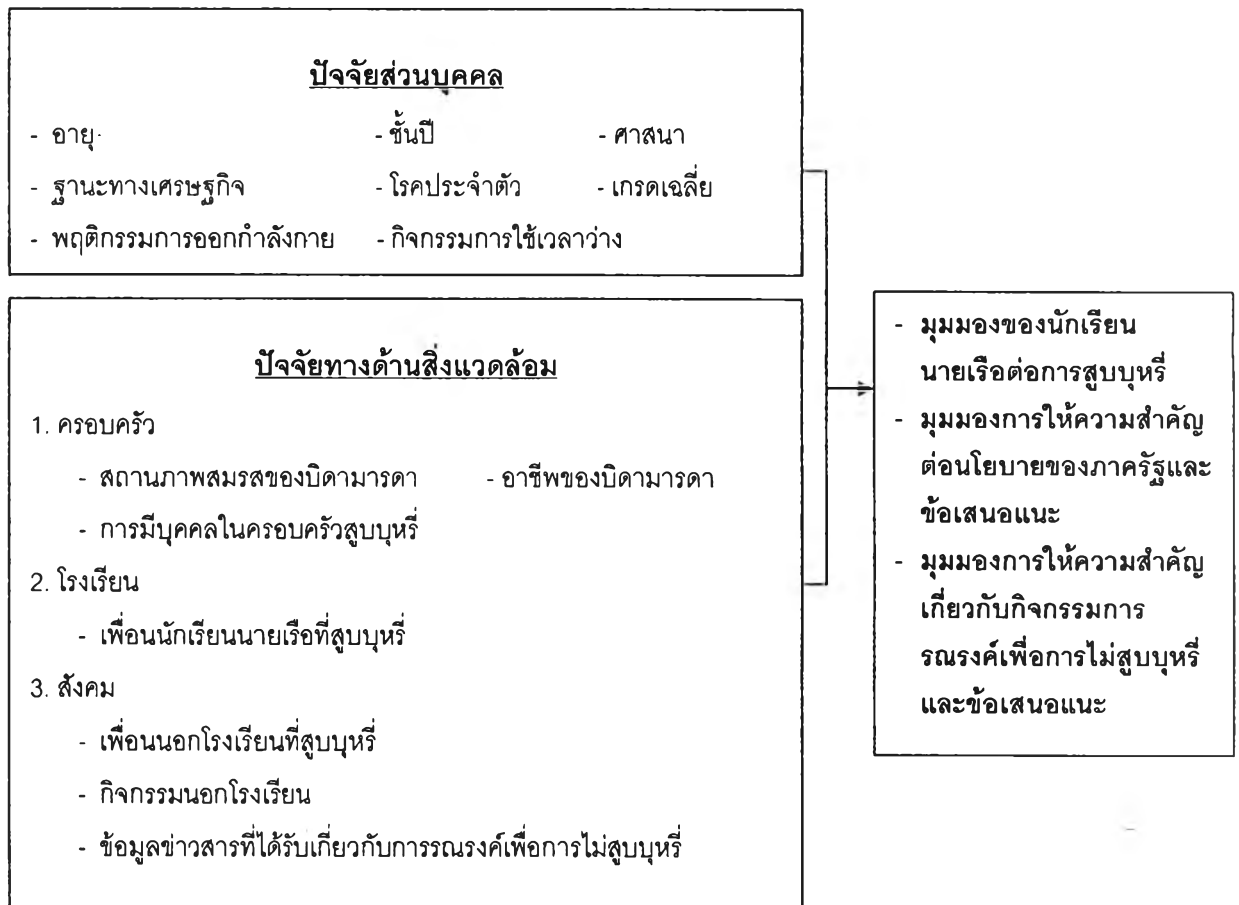 ปัจจัยส่วนบุคคล
- อายุ - ชั้นปี - ศาสนา
- ฐานะทางเศรษฐกิจ - โรคประจำตัว - เกรดเฉลี่ย
- พฤติกรรมการออกกำลังกาย - กิจกรรมการใช้เวลาว่าง
ปัจจัยทางด้านสิ่งแวดล้อม
1. ครอบครัว
- สถานภาพสมรสของบิดามารดา - อาชีพของบิดามารดา
- การมีบุคคลในครอบครัวสูบบุหรี่
2. โรงเรียน
- เพื่อนนักเรียนนายเรือที่สูบบุหรี่
3. สังคม
- เพื่อนนอกโรงเรียนที่สูบบุหรี่
- กิจกรรมนอกโรงเรียน
- ข้อมูลข่าวสารที่ได้รับเกี่ยวกับการรณรงค์เพื่อการไม่สูบบุหรี่
- มุมมองของนักเรียน
นายเรือต่อการสูบบุหรี่
- มุมมองการให้ความสำคัญ
ต่อนโยบายของภาครัฐและ
ข้อเสนอแนะ
- มุมมองการให้ความสำคัญ
เกี่ยวกับกิจกรรมการ
รณรงค์เพื่อการไม่สูบบุหรี่
และข้อเสนอแนะ